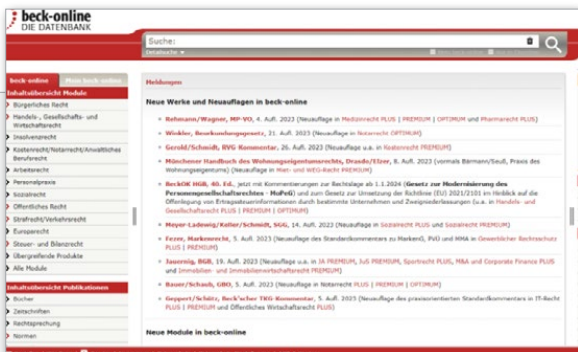 beck-online
DIE DATENBANK
Suche:
Detailsuche
beck-online
Mein beck-online
Inhaltsübersicht Module
Bürgerliches Recht
Handels-, Gesellschafts- und
Wirtschaftsrecht
Insolvenzrecht
Kostenrecht/Notarrecht/Anwaltliches
Berufsrecht
Arbeitsrecht
Personalpraxis
Sozialrecht
Öffentliches Recht
Strafrecht/Verkehrsrecht
Europarecht
Steuer- und Bilanzrecht
Übergreifende Produkte
Alle Module
Inhaltsübersicht Publikationen
Bücher
Zeitschriften
Rechtsprechung
Normen
Meldungen
Neue Werke und Neuauflagen in beck-online
Rehmann/Wagner, MP-VO, 4. Aufl. 2023 (Neuauflage in Medizinrecht PLUS | PREMIUM | OPTIMUM und Pharmarecht PLUS)
Winkler, Beurkundungsgesetz, 21. Aufl. 2023 (Neuauflage in Notarrecht OPTIMUM)
Gerold/Schmidt, RVG Kommentar, 26. Aufl. 2023 (Neuauflage u.a. in Kostenrecht PREMIUM)
Münchener Handbuch des Wohnungseigentumsrechts, Drasdo/Elzer, 8. Aufl. 2023 (vormals Bärmann/Seuß, Praxis des
Wohnungseigentums) (Neuauflage in Miet- und WEG-Recht PREMIUM)
BeckOK HGB, 40. Ed., jetzt mit Kommentierungen zur Rechtslage ab 1.1.2024 (Gesetz zur Modernisierung des
Personengesellschaftsrechtes - MoPeG) und dem Gesetz zur Umsetzung der Richtlinie (EU) 2021/2101 im Hinblick auf die
Offenlegung von Ertragsteuerinformationen durch bestimmte Unternehmen und Zweigniederlassungen (u.a. in Handels- und
Gesellschaftsrecht PLUS | PREMIUM | OPTIMUM)
Meyer-Ladewig/Keller/Schmidt, SGG, 14. Aufl. 2023 (Neuauflage in Sozialrecht PLUS und Sozialrecht PREMIUM)
Fezer, Markenrecht, 5. Aufl. 2023 (Neuauflage des Standardkommentars zu MarkenG, PVÜ und MMA in Gewerblicher Rechtsschutz
PLUS | PREMIUM)
Jauernig, BGB, 19. Aufl. 2023 (Neuauflage u.a. in JA PREMIUM, JuS PREMIUM, Sportrecht PLUS, M&A und Corporate Finance PLUS
und Immobilien- und Immobilienwirtschaftsrecht PREMIUM)
Bauer/Schaub, GBO, 5. Aufl. 2023 (Neuauflage in Notarrecht PLUS | PREMIUM | OPTIMUM)
Geppert/Schütz, Beck'scher TKG-Kommentar, 5. Aufl. 2023 (Neuauflage des praxisorientierten Standardkommentars in IT-Recht
PLUS | PREMIUM und Öffentliches Wirtschaftsrecht PLUS)
Neue Module in beck-online